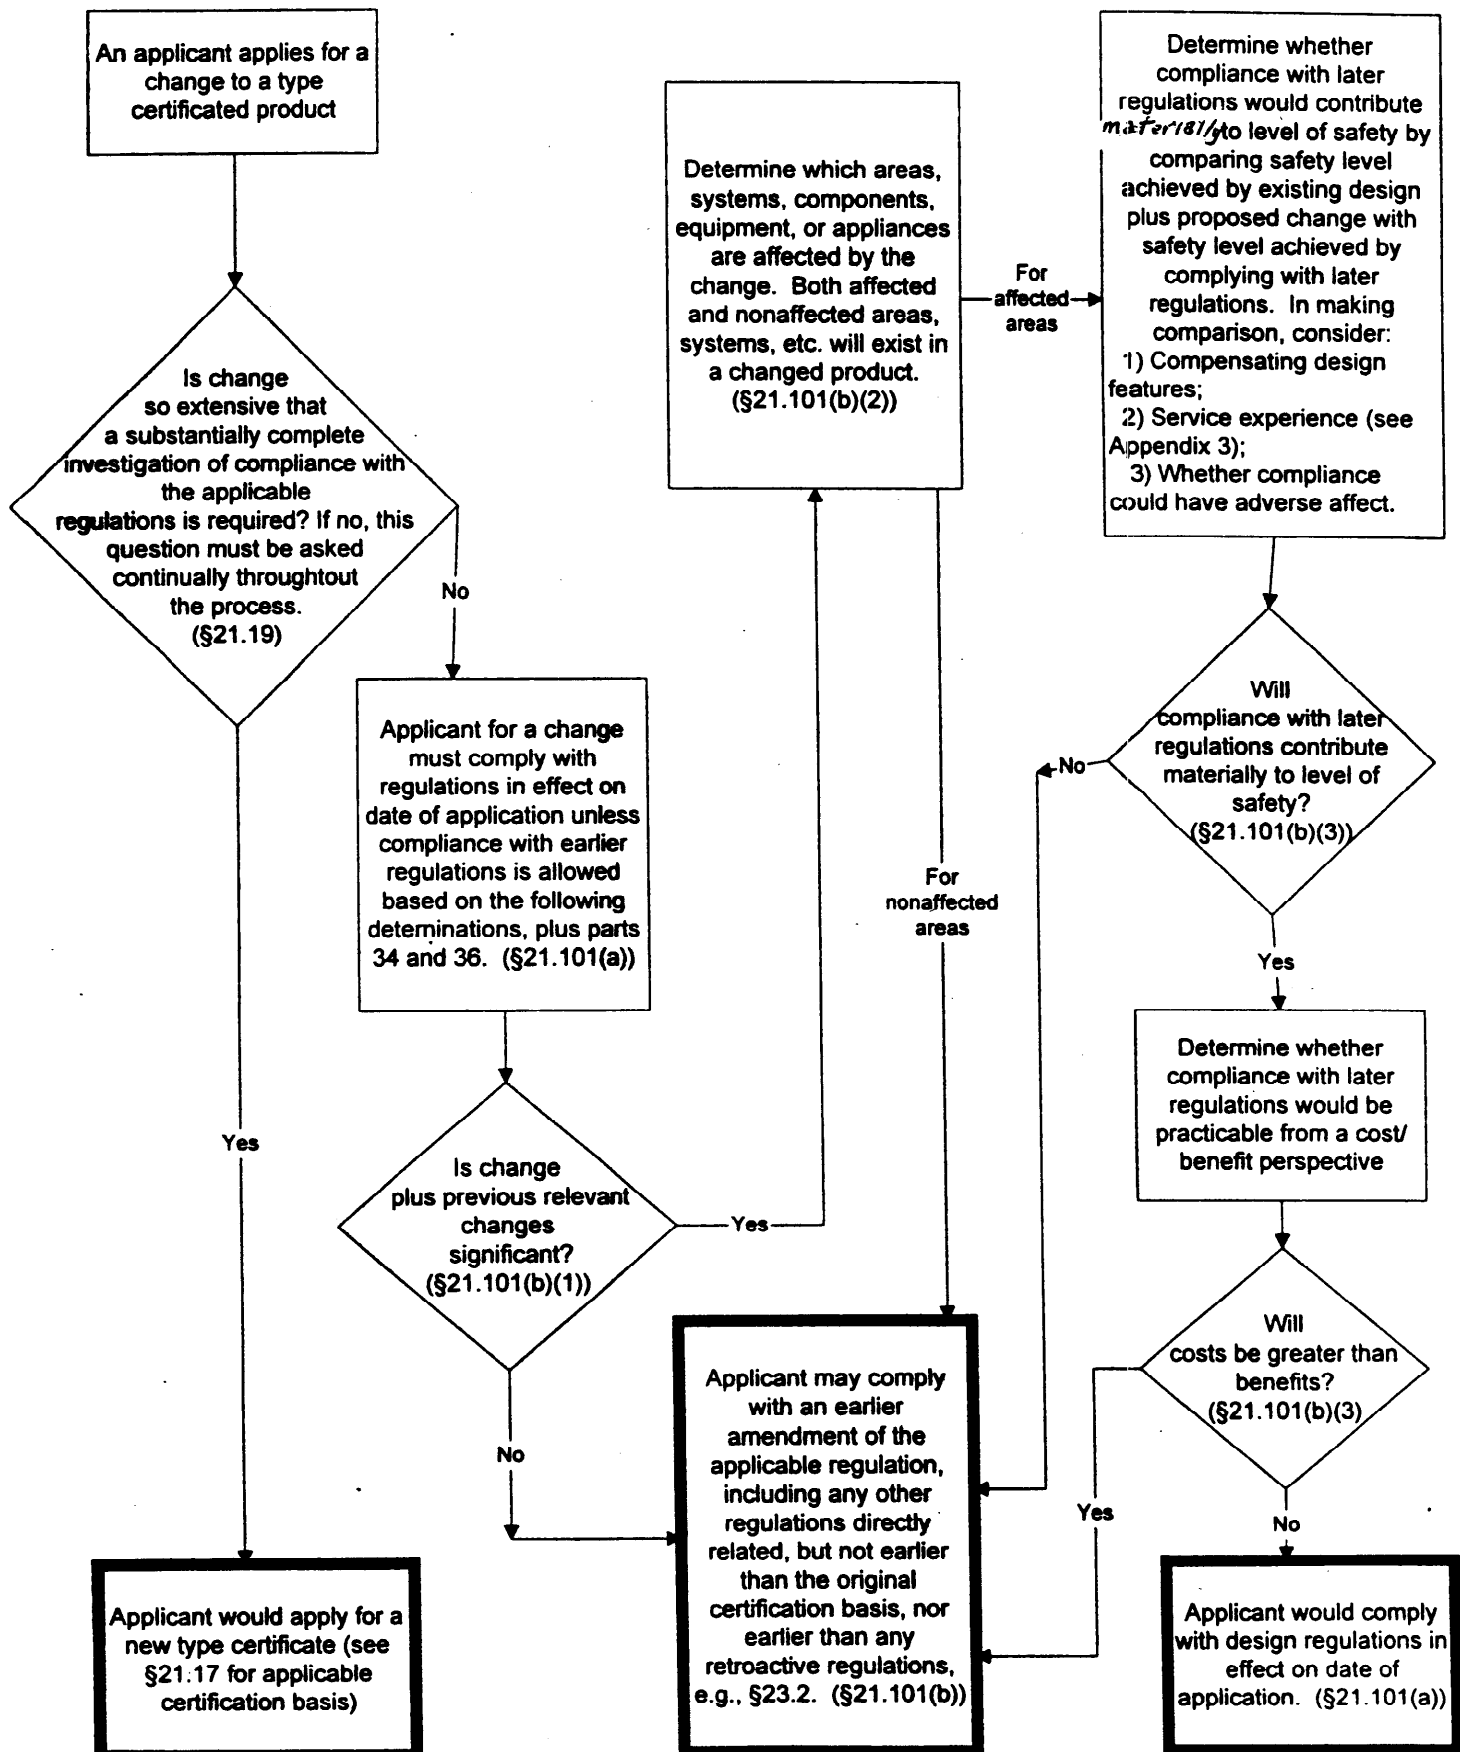 An applicant applies for a
change to a type
certificated product
Is change
so extensive that
a substantially complete
investigation of compliance with
the applicable
regulations is required? If no, this
question must be asked
continually throughtout
the process.
(§21.19)
No
Yes
Applicant for a change
must comply with
regulations in effect on
date of application unless
compliance with earlier
regulations is allowed
based on the following
deterninations, plus parts
34 and 36. (§21.101(a))
Is change
plus previous relevant
changes
significant?
(§21.101(b)(1))
Yes
No
Determine which areas,
systems, components,
equipment, or appliances
are affected by the
change. Both affected
and nonaffected areas,
systems, etc. will exist in
a changed product.
(§21.101(b)(2))
For
affected
areas
For
nonaffected
areas
Determine whether
compliance with later
regulations would contribute
materially to level of safety by
comparing safety level
achieved by existing design
plus proposed change with
safety level achieved by
complying with later
regulations. In making
comparison, consider:
1) Compensating design
features;
2) Service experience (see
Appendix 3);
3) Whether compliance
could have adverse affect.
Will
compliance with later
regulations contribute
materially to level of
safety?
(§21.101(b)(3))
No
Yes
Determine whether
compliance with later
regulations would be
practicable from a cost/
benefit perspective
Will
costs be greater than
benefits?
(§21.101(b)(3)
Yes
No
Applicant would apply for a
new type certificate (see
§21.17 for applicable
certification basis)
Applicant may comply
with an earlier
amendment of the
applicable regulation,
including any other
regulations directly
related, but not earlier
than the original
certification basis, nor
earlier than any
retroactive regulations,
e.g., §23.2. (§21.101(b))
Applicant would comply
with design regulations in
effect on date of
application. (§21.101(a))